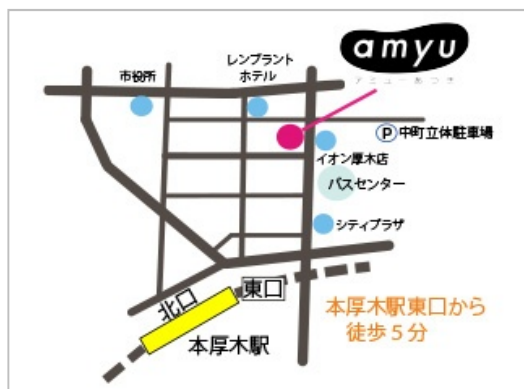 amyu
アミューあつぎ
レンブラント
ホテル
市役所
P 中町立体駐車場
イオン厚木店
バスセンター
シティプラザ
東口
北口
本厚木駅
本厚木駅東口から
徒歩5分